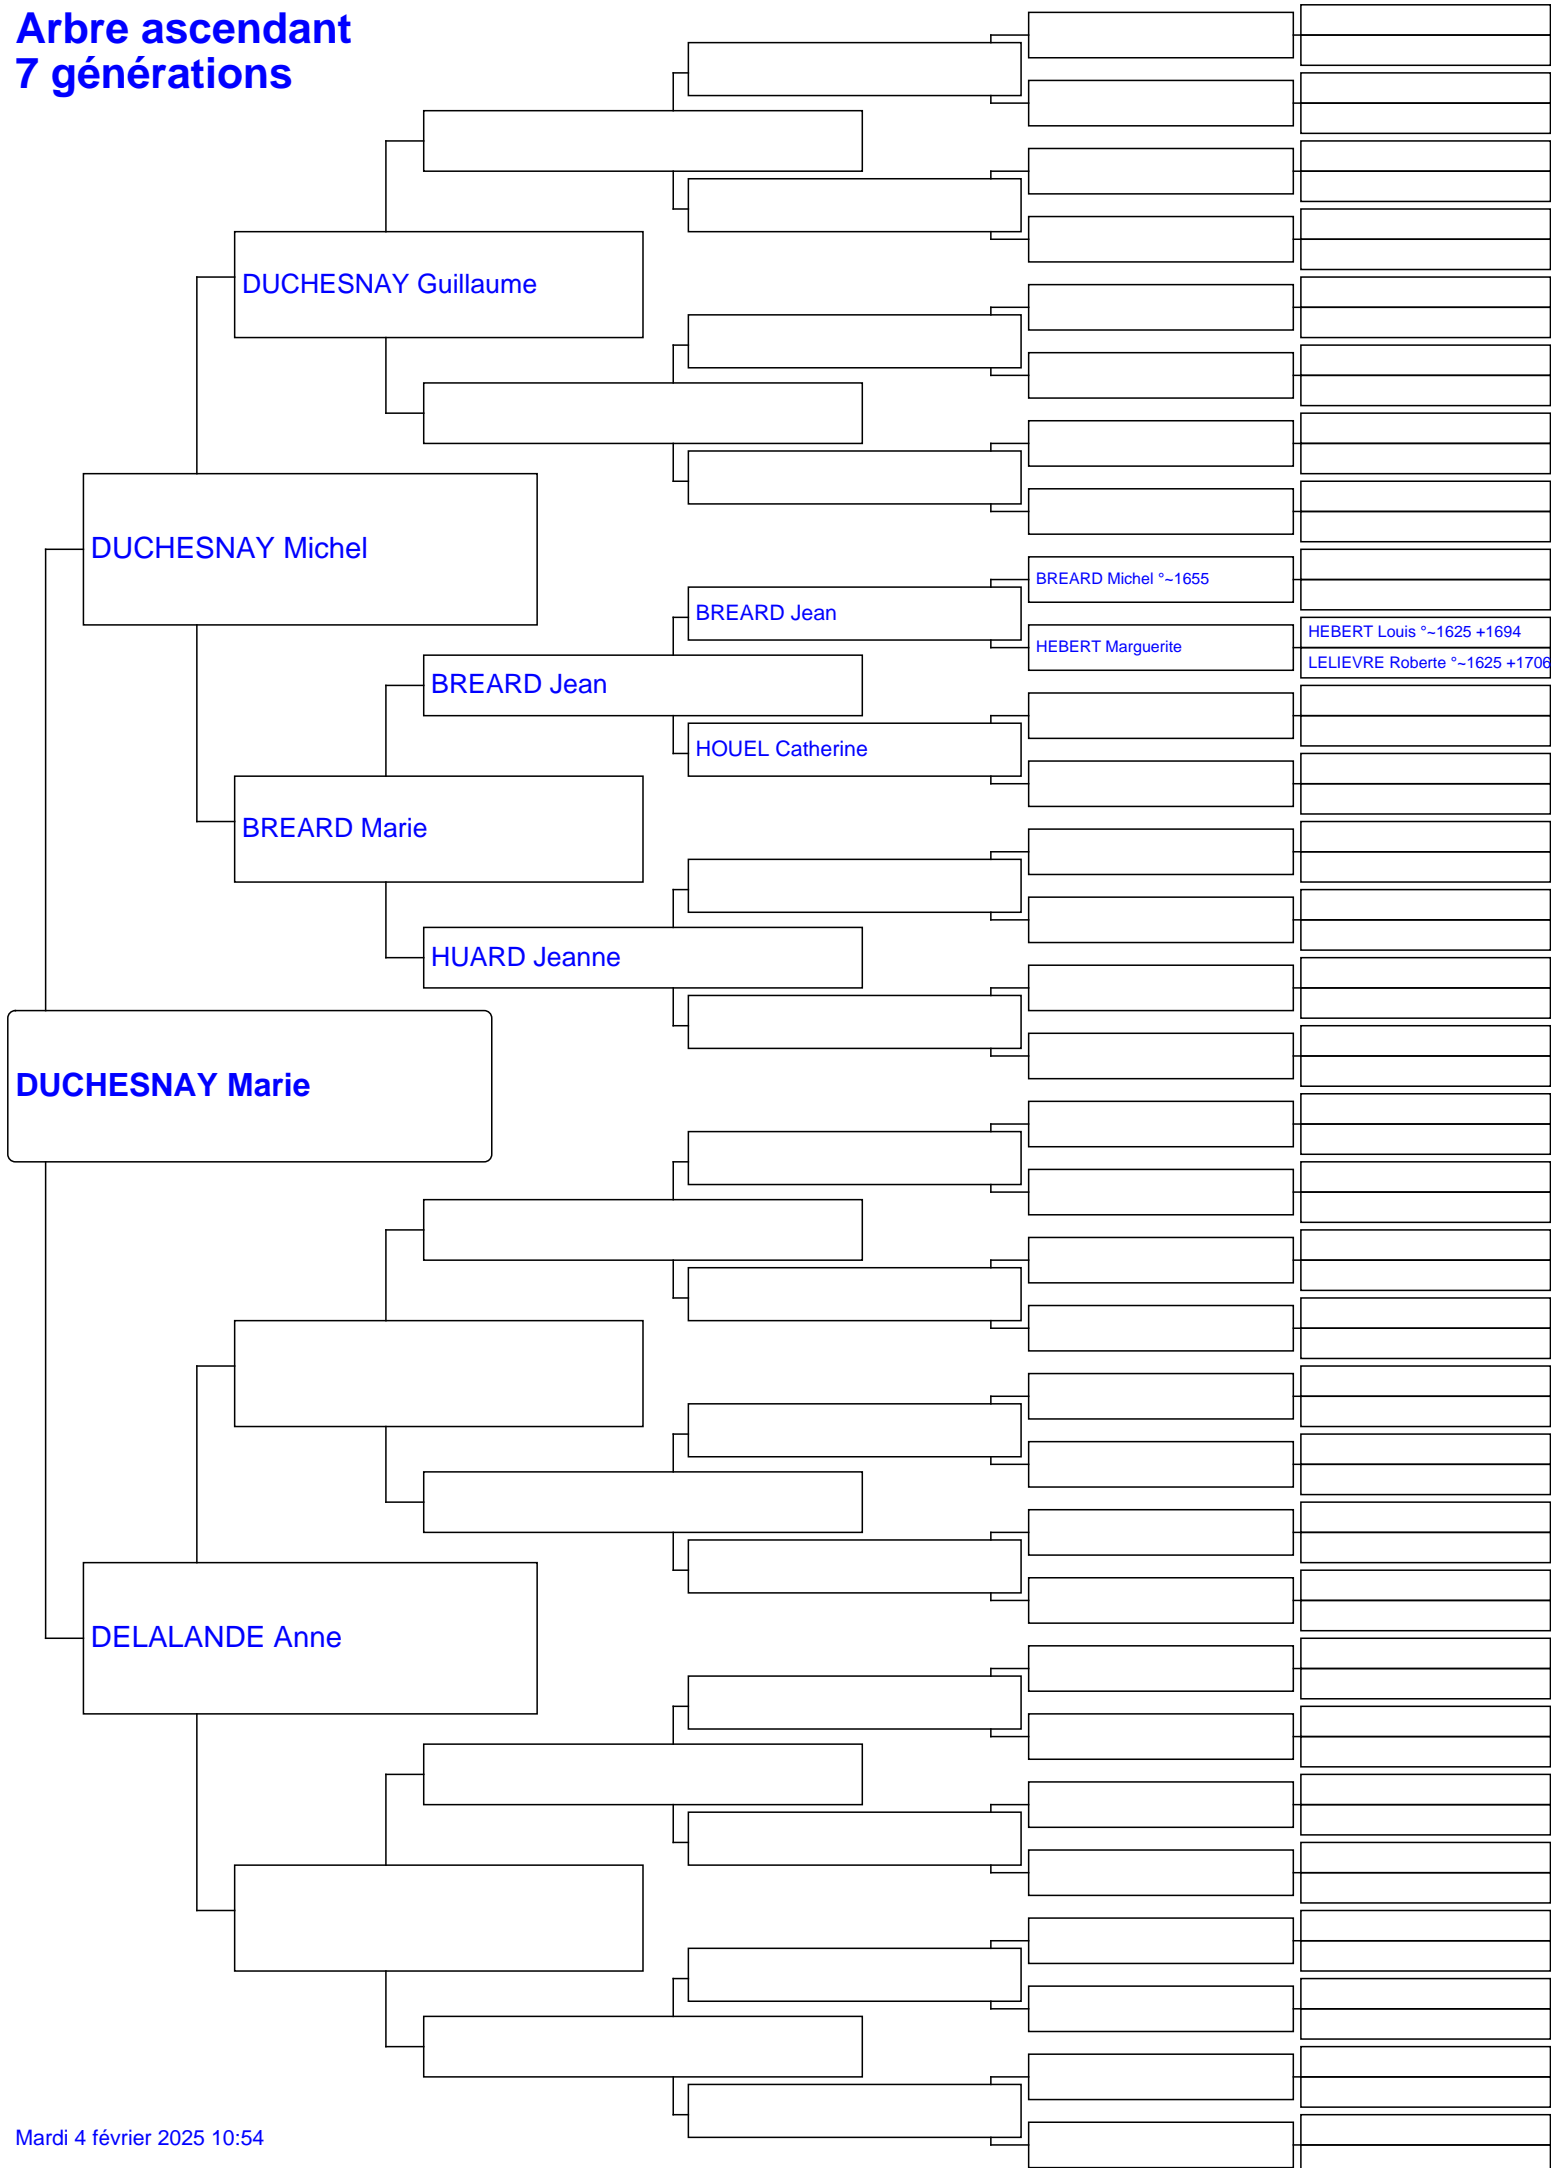 Arbre ascendant
7 générations
DUCHESNAY Guillaume
DUCHESNAY Michel
BREARD Michel °~1655
BREARD Jean
HEBERT Louis °~1625 +1694
HEBERT Marguerite
LELIEVRE Roberte °~1625 +1706
BREARD Jean
HOUEL Catherine
BREARD Marie
HUARD Jeanne
DUCHESNAY Marie
DELALANDE Anne
Mardi 4 février 2025 10:54